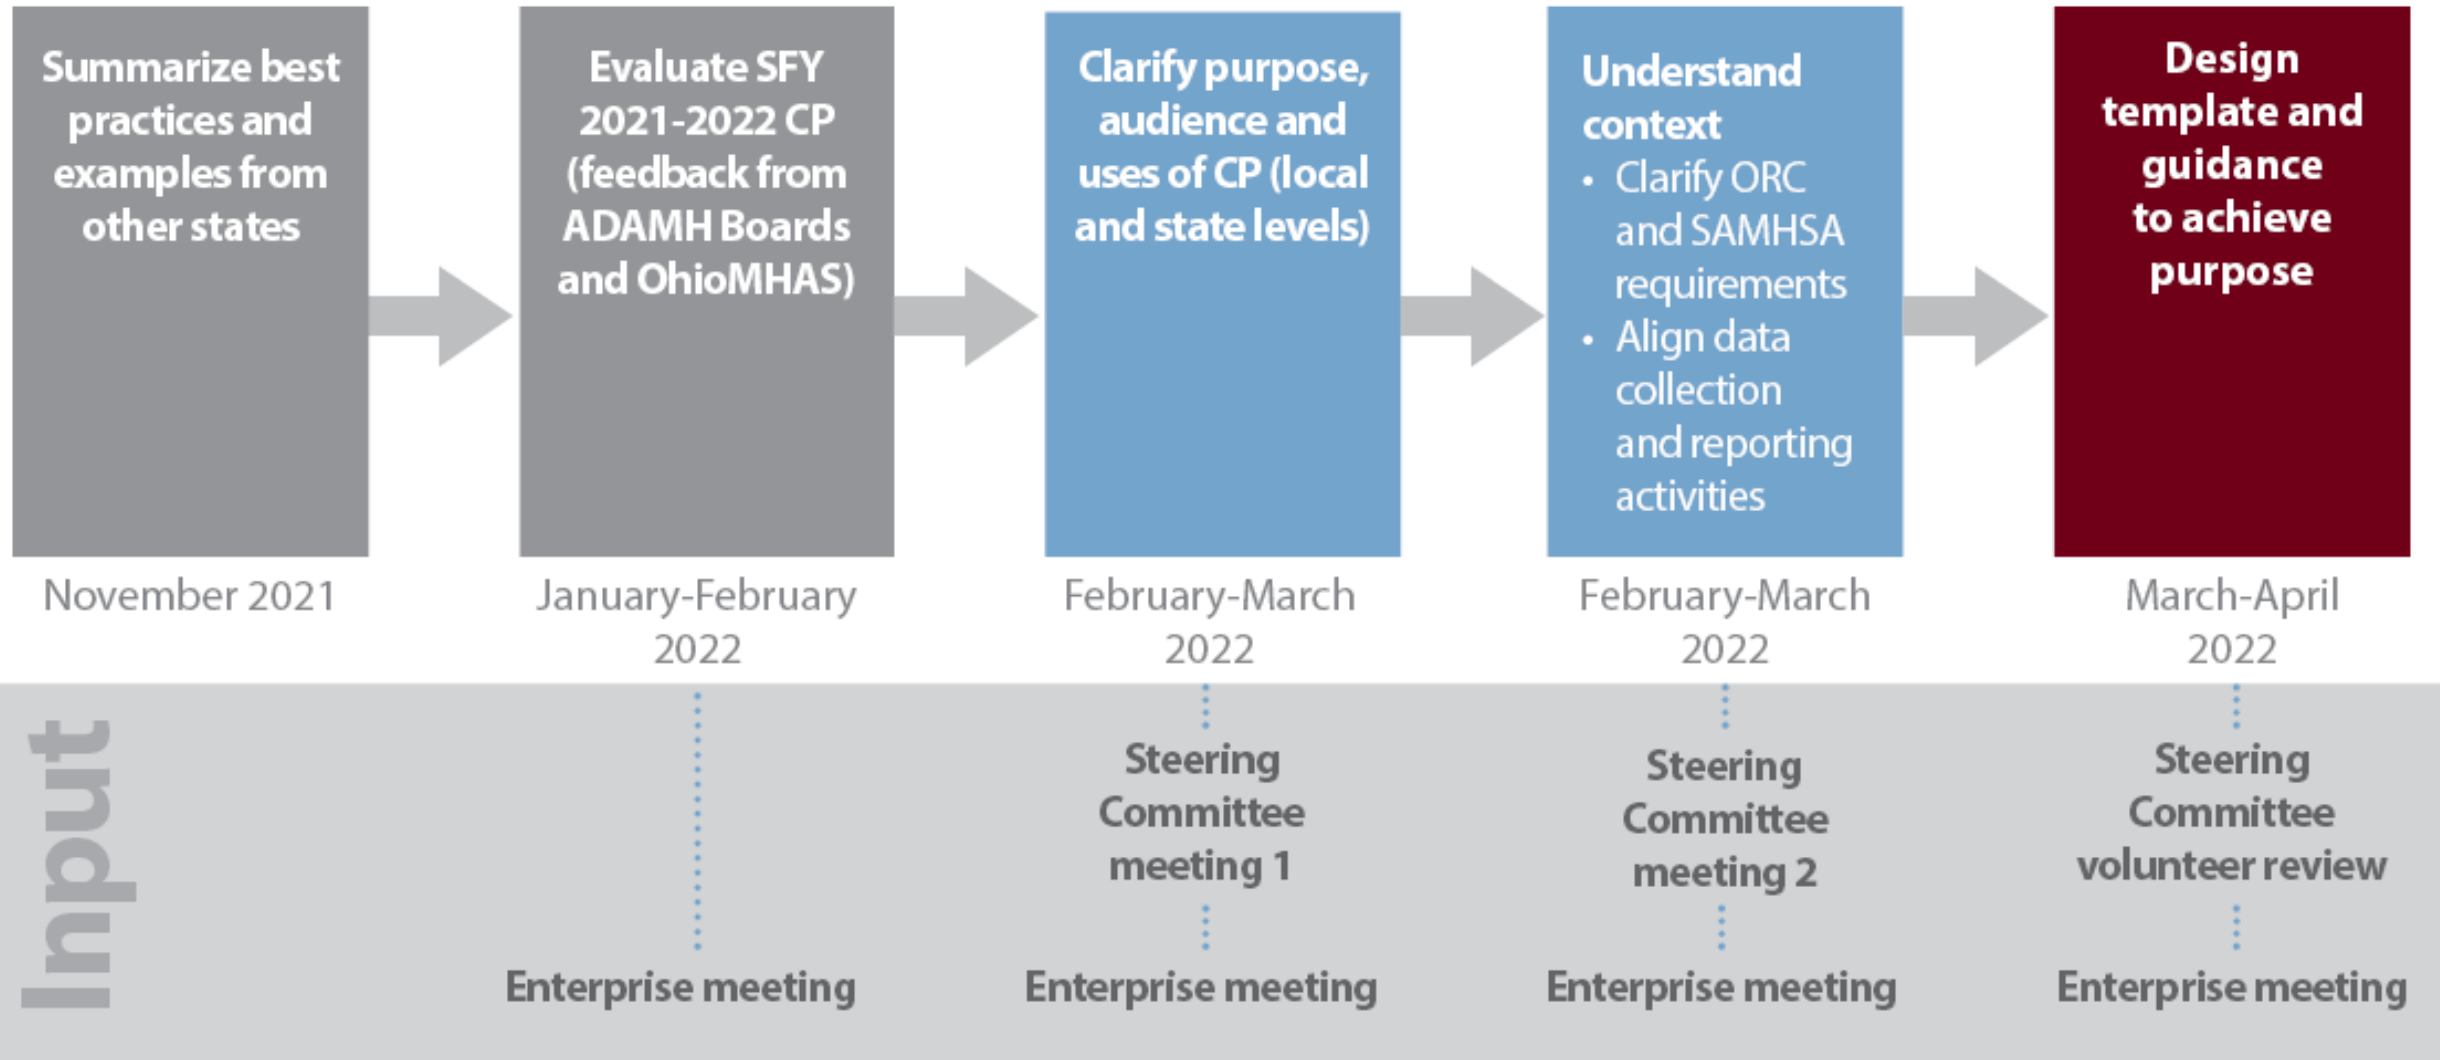 Summarize best
practices and
examples from
other states
Evaluate SFY
2021-2022 CP
(feedback from
ADAMH Boards
and OhioMHAS)
Clarify purpose,
audience and
uses of CP (local
and state levels)
Understand
context
• Clarify ORC
and SAMHSA
requirements
• Align data
collection
and reporting
activities
Design
template and
guidance
to achieve
purpose
November 2021
January-February
2022
February-March
2022
February-March
2022
March-April
2022
Input
Enterprise meeting
Steering
Committee
meeting 1
Enterprise meeting
Steering
Committee
meeting 2
Enterprise meeting
Steering
Committee
volunteer review
Enterprise meeting